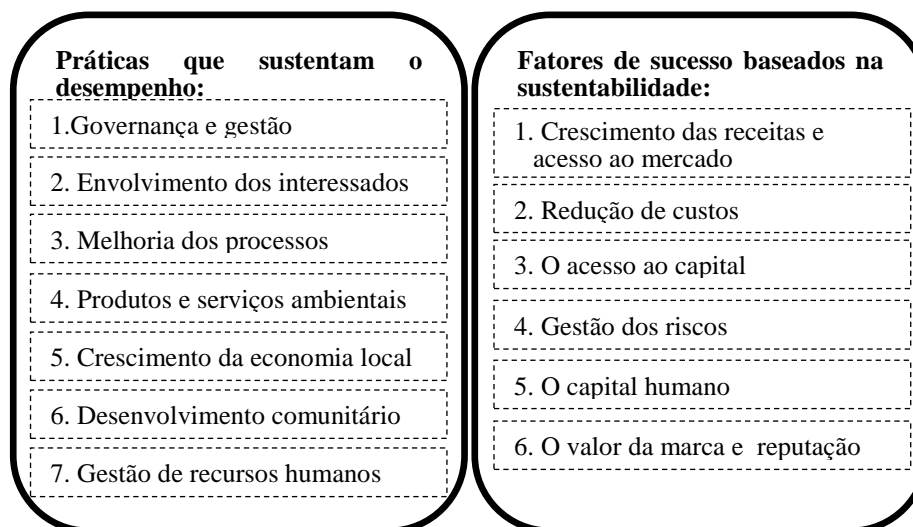 Práticas que sustentam o
desempenho:
1.Governança e gestão
2. Envolvimento dos interessados
3. Melhoria dos processos
4. Produtos e serviços ambientais
5. Crescimento da economia local
6. Desenvolvimento comunitário
7. Gestão de recursos humanos
Fatores de sucesso baseados na
sustentabilidade:
1. Crescimento das receitas e
acesso ao mercado
2. Redução de custos
3. O acesso ao capital
4. Gestão dos riscos
5. O capital humano
6. O valor da marca e reputação